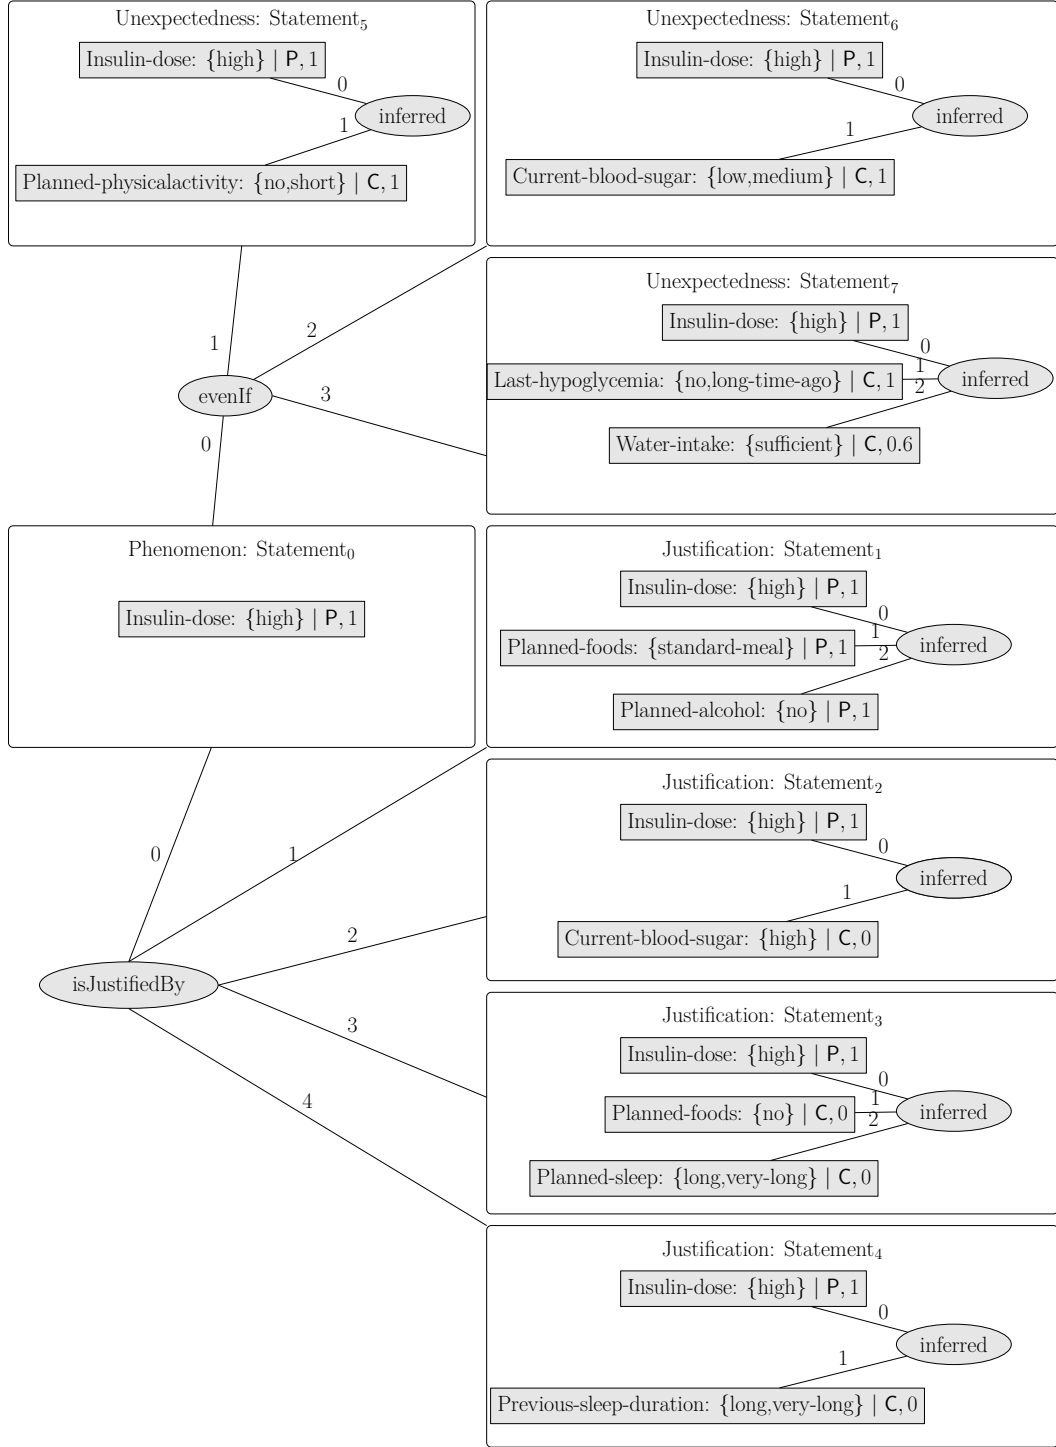 Unexpectedness: Statement₅
Insulin-dose: {high} | P, 1
0
inferred
1
Planned-physicalactivity: {no,short} | C, 1
Unexpectedness: Statement₆
Insulin-dose: {high} | P, 1
0
inferred
1
Current-blood-sugar: {low,medium} | C, 1
Unexpectedness: Statement₇
Insulin-dose: {high} | P, 1
0
Last-hypoglycemia: {no,long-time-ago} | C, 1
1
inferred
2
Water-intake: {sufficient} | C, 0.6
1
2
3
evenIf
0
Phenomenon: Statement₀
Insulin-dose: {high} | P, 1
Justification: Statement₁
Insulin-dose: {high} | P, 1
0
Planned-foods: {standard-meal} | P, 1
1
inferred
2
Planned-alcohol: {no} | P, 1
Justification: Statement₂
Insulin-dose: {high} | P, 1
0
inferred
1
Current-blood-sugar: {high} | C, 0
0
1
2
isJustifiedBy
3
4
Justification: Statement₃
Insulin-dose: {high} | P, 1
0
Planned-foods: {no} | C, 0
1
inferred
2
Planned-sleep: {long,very-long} | C, 0
Justification: Statement₄
Insulin-dose: {high} | P, 1
0
inferred
1
Previous-sleep-duration: {long,very-long} | C, 0